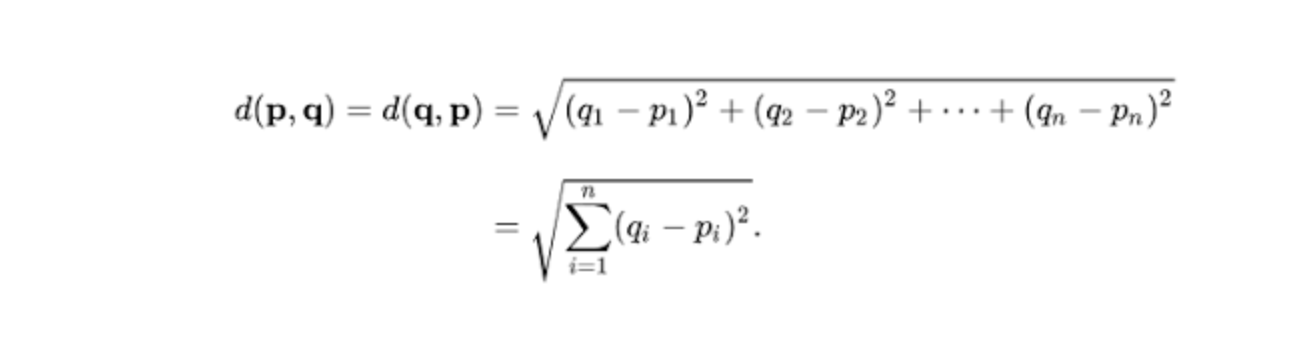 d(p, q) = d(q, p) = √((q₁ − p₁)² + (q₂ − p₂)² + ⋯ + (qₙ − pₙ)²)
= √(∑ᵢ₌₁ⁿ (qᵢ − pᵢ)²).